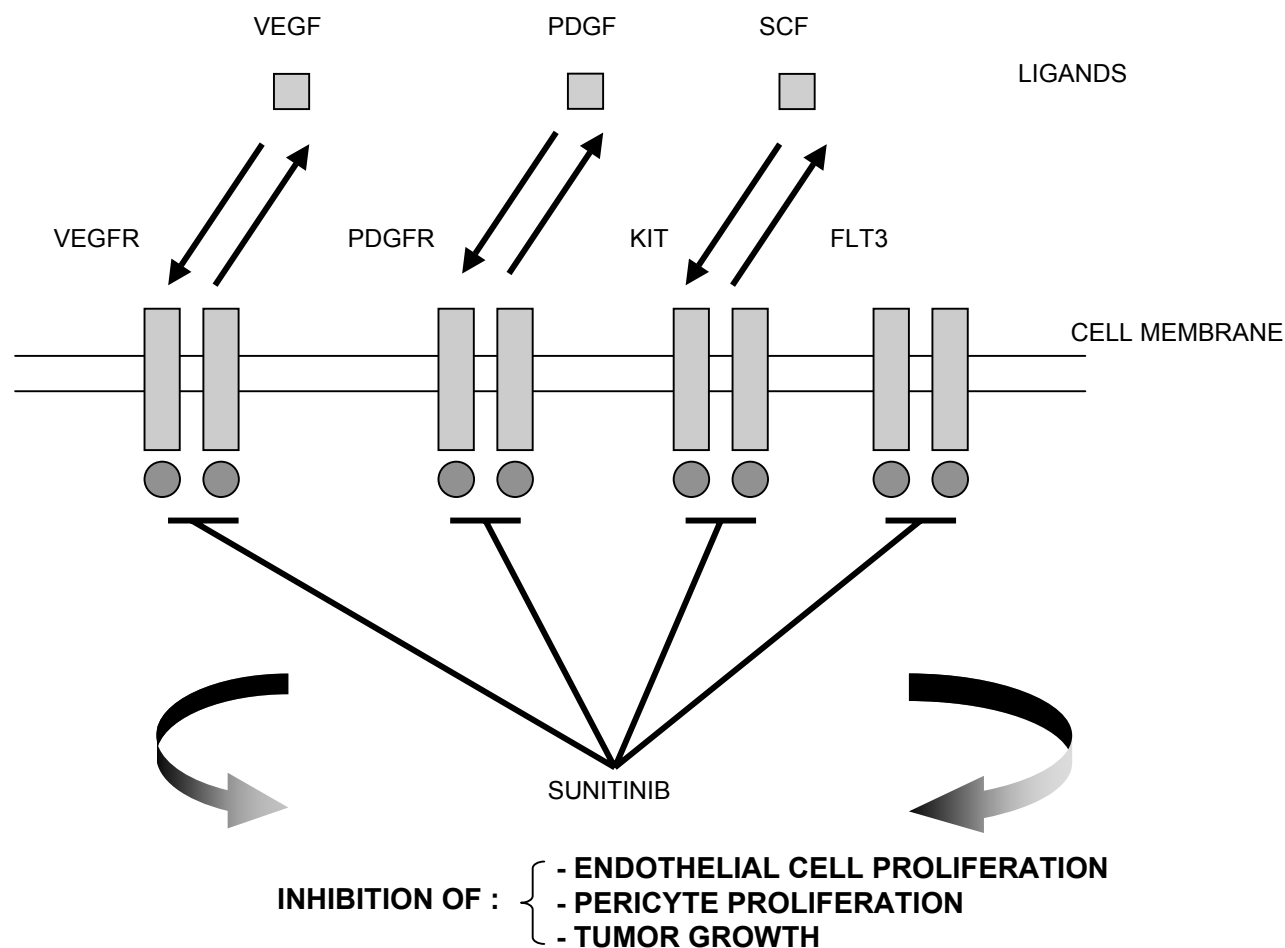 VEGF
PDGF
SCF
LIGANDS
VEGFR
PDGFR
KIT
FLT3
CELL MEMBRANE
SUNITINIB
INHIBITION OF :
- ENDOTHELIAL CELL PROLIFERATION
- PERICYTE PROLIFERATION
- TUMOR GROWTH